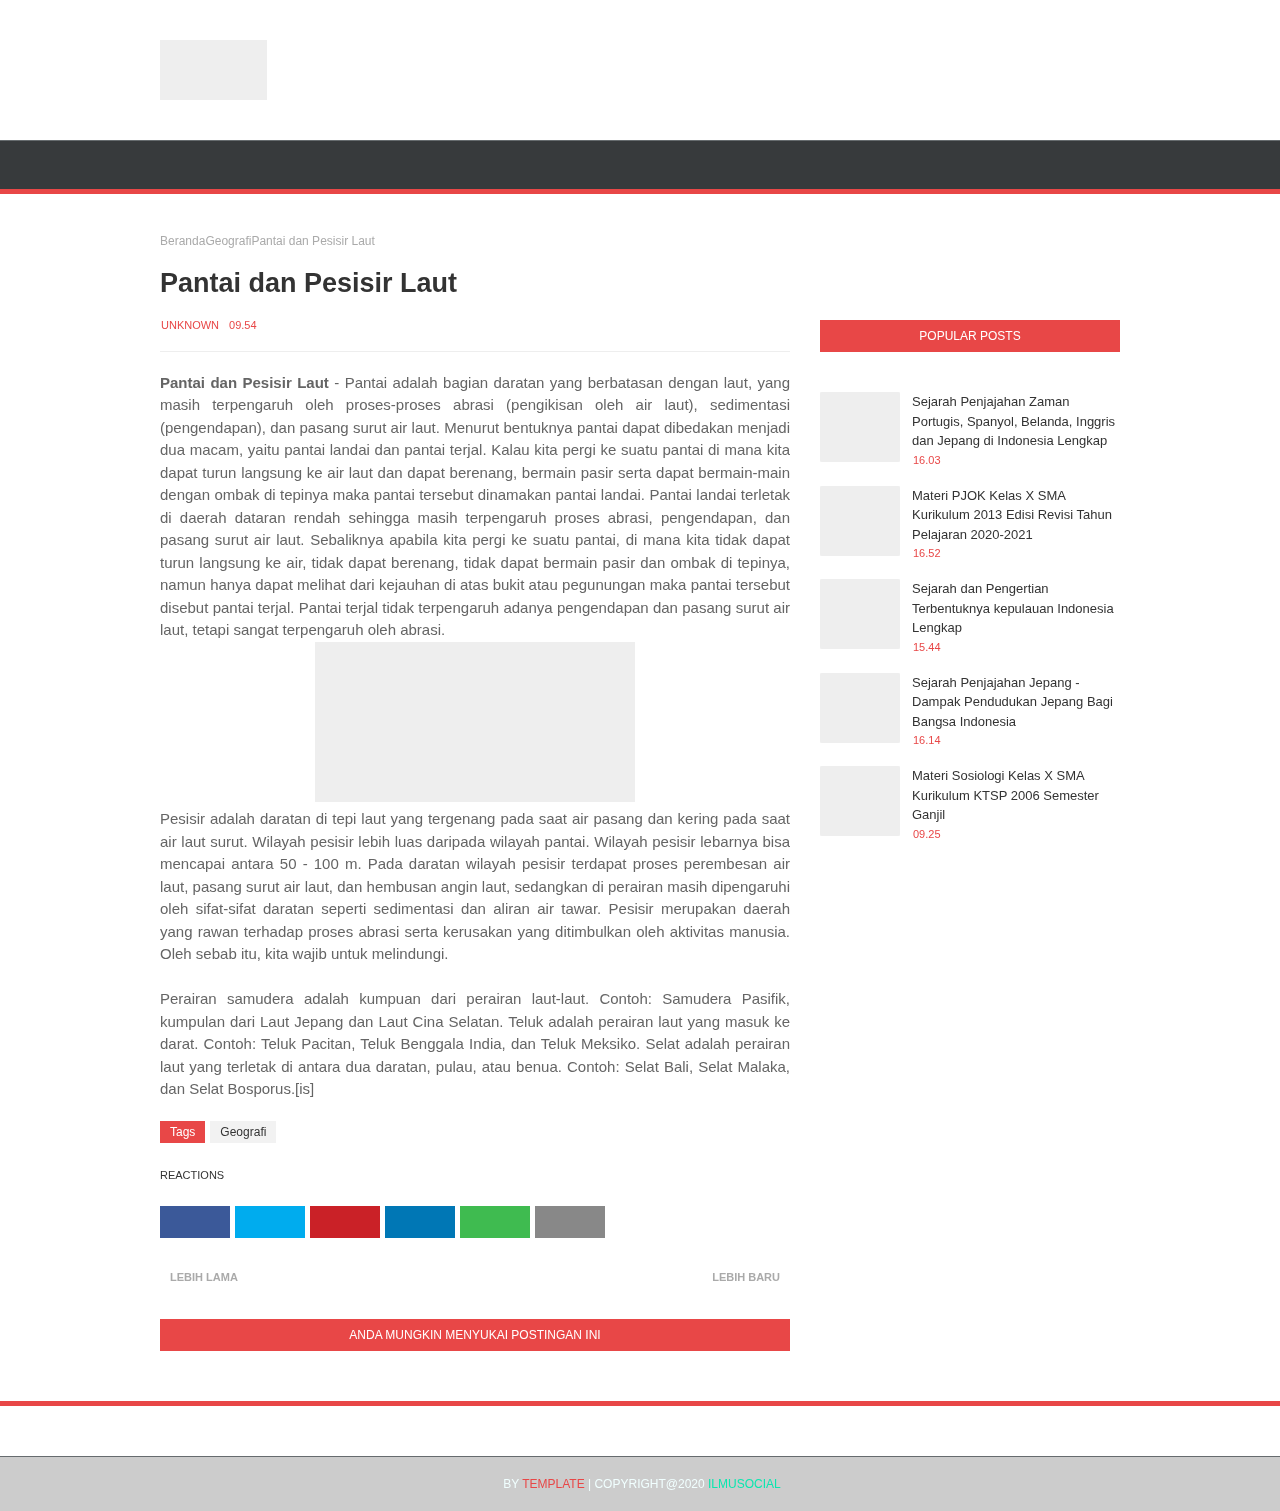 BerandaGeografiPantai dan Pesisir Laut
Pantai dan Pesisir Laut
UNKNOWN 09.54
Pantai dan Pesisir Laut - Pantai adalah bagian daratan yang berbatasan dengan laut, yang
masih terpengaruh oleh proses-proses abrasi (pengikisan oleh air laut), sedimentasi
(pengendapan), dan pasang surut air laut. Menurut bentuknya pantai dapat dibedakan menjadi
dua macam, yaitu pantai landai dan pantai terjal. Kalau kita pergi ke suatu pantai di mana kita
dapat turun langsung ke air laut dan dapat berenang, bermain pasir serta dapat bermain-main
dengan ombak di tepinya maka pantai tersebut dinamakan pantai landai. Pantai landai terletak
di daerah dataran rendah sehingga masih terpengaruh proses abrasi, pengendapan, dan
pasang surut air laut. Sebaliknya apabila kita pergi ke suatu pantai, di mana kita tidak dapat
turun langsung ke air, tidak dapat berenang, tidak dapat bermain pasir dan ombak di tepinya,
namun hanya dapat melihat dari kejauhan di atas bukit atau pegunungan maka pantai tersebut
disebut pantai terjal. Pantai terjal tidak terpengaruh adanya pengendapan dan pasang surut air
laut, tetapi sangat terpengaruh oleh abrasi.
Pesisir adalah daratan di tepi laut yang tergenang pada saat air pasang dan kering pada saat
air laut surut. Wilayah pesisir lebih luas daripada wilayah pantai. Wilayah pesisir lebarnya bisa
mencapai antara 50 - 100 m. Pada daratan wilayah pesisir terdapat proses perembesan air
laut, pasang surut air laut, dan hembusan angin laut, sedangkan di perairan masih dipengaruhi
oleh sifat-sifat daratan seperti sedimentasi dan aliran air tawar. Pesisir merupakan daerah
yang rawan terhadap proses abrasi serta kerusakan yang ditimbulkan oleh aktivitas manusia.
Oleh sebab itu, kita wajib untuk melindungi.
Perairan samudera adalah kumpuan dari perairan laut-laut. Contoh: Samudera Pasifik,
kumpulan dari Laut Jepang dan Laut Cina Selatan. Teluk adalah perairan laut yang masuk ke
darat. Contoh: Teluk Pacitan, Teluk Benggala India, dan Teluk Meksiko. Selat adalah perairan
laut yang terletak di antara dua daratan, pulau, atau benua. Contoh: Selat Bali, Selat Malaka,
dan Selat Bosporus.[is]
Tags Geografi
REACTIONS
LEBIH LAMA LEBIH BARU
ANDA MUNGKIN MENYUKAI POSTINGAN INI
POPULAR POSTS
Sejarah Penjajahan Zaman
Portugis, Spanyol, Belanda, Inggris
dan Jepang di Indonesia Lengkap
16.03
Materi PJOK Kelas X SMA
Kurikulum 2013 Edisi Revisi Tahun
Pelajaran 2020-2021
16.52
Sejarah dan Pengertian
Terbentuknya kepulauan Indonesia
Lengkap
15.44
Sejarah Penjajahan Jepang -
Dampak Pendudukan Jepang Bagi
Bangsa Indonesia
16.14
Materi Sosiologi Kelas X SMA
Kurikulum KTSP 2006 Semester
Ganjil
09.25
BY TEMPLATE | COPYRIGHT@2020 ILMUSOCIAL